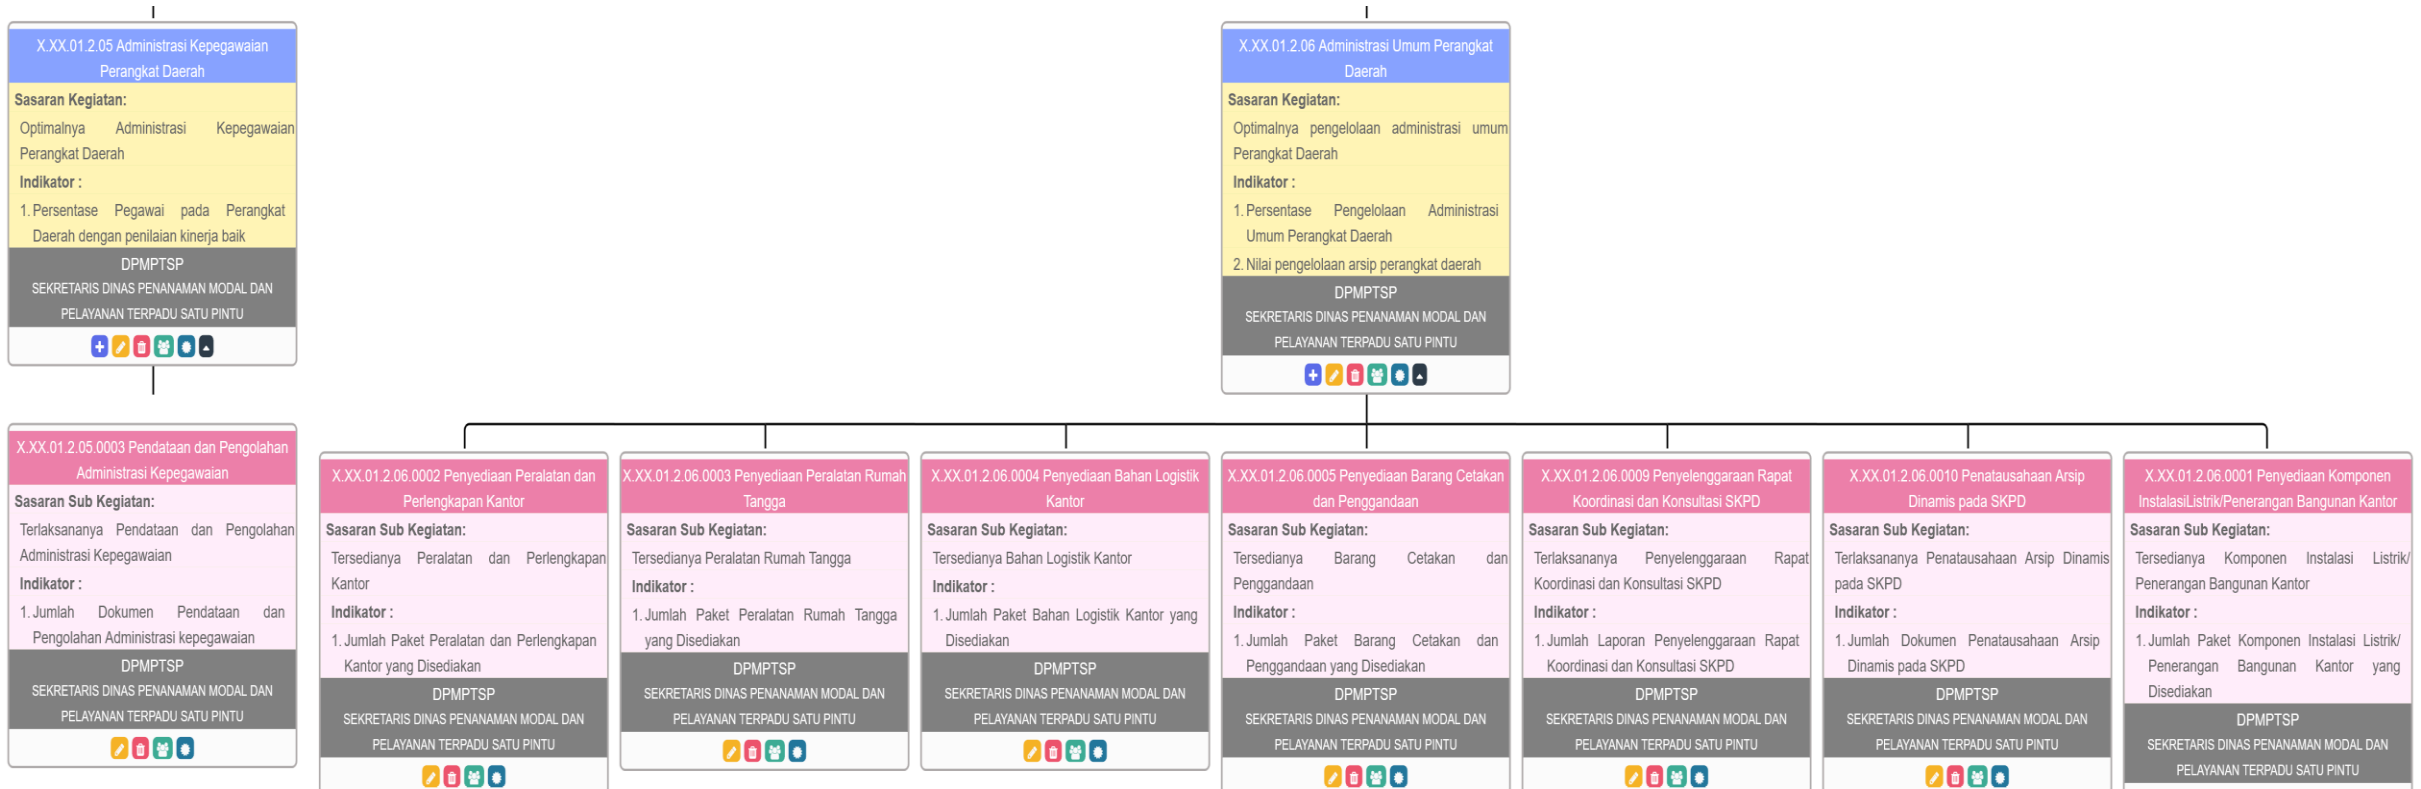 X.XX.01.2.05 Administrasi Kepegawaian
Perangkat Daerah
Sasaran Kegiatan:
Optimalnya Administrasi Kepegawaian
Perangkat Daerah
Indikator :
1. Persentase Pegawai pada Perangkat
Daerah dengan penilaian kinerja baik
DPMPTSP
SEKRETARIS DINAS PENANAMAN MODAL DAN
PELAYANAN TERPADU SATU PINTU
X.XX.01.2.06 Administrasi Umum Perangkat
Daerah
Sasaran Kegiatan:
Optimalnya pengelolaan administrasi umum
Perangkat Daerah
Indikator :
1. Persentase Pengelolaan Administrasi
Umum Perangkat Daerah
2. Nilai pengelolaan arsip perangkat daerah
DPMPTSP
SEKRETARIS DINAS PENANAMAN MODAL DAN
PELAYANAN TERPADU SATU PINTU
X.XX.01.2.05.0003 Pendataan dan Pengolahan
Administrasi Kepegawaian
Sasaran Sub Kegiatan:
Terlaksananya Pendataan dan Pengolahan
Administrasi Kepegawaian
Indikator :
1. Jumlah Dokumen Pendataan dan
Pengolahan Administrasi kepegawaian
DPMPTSP
SEKRETARIS DINAS PENANAMAN MODAL DAN
PELAYANAN TERPADU SATU PINTU
X.XX.01.2.06.0002 Penyediaan Peralatan dan
Perlengkapan Kantor
Sasaran Sub Kegiatan:
Tersedianya Peralatan dan Perlengkapan
Kantor
Indikator :
1. Jumlah Paket Peralatan dan Perlengkapan
Kantor yang Disediakan
DPMPTSP
SEKRETARIS DINAS PENANAMAN MODAL DAN
PELAYANAN TERPADU SATU PINTU
X.XX.01.2.06.0003 Penyediaan Peralatan Rumah
Tangga
Sasaran Sub Kegiatan:
Tersedianya Peralatan Rumah Tangga
Indikator :
1. Jumlah Paket Peralatan Rumah Tangga
yang Disediakan
DPMPTSP
SEKRETARIS DINAS PENANAMAN MODAL DAN
PELAYANAN TERPADU SATU PINTU
X.XX.01.2.06.0004 Penyediaan Bahan Logistik
Kantor
Sasaran Sub Kegiatan:
Tersedianya Bahan Logistik Kantor
Indikator :
1. Jumlah Paket Bahan Logistik Kantor yang
Disediakan
DPMPTSP
SEKRETARIS DINAS PENANAMAN MODAL DAN
PELAYANAN TERPADU SATU PINTU
X.XX.01.2.06.0005 Penyediaan Barang Cetakan
dan Penggandaan
Sasaran Sub Kegiatan:
Tersedianya Barang Cetakan dan
Penggandaan
Indikator :
1. Jumlah Paket Barang Cetakan dan
Penggandaan yang Disediakan
DPMPTSP
SEKRETARIS DINAS PENANAMAN MODAL DAN
PELAYANAN TERPADU SATU PINTU
X.XX.01.2.06.0009 Penyelenggaraan Rapat
Koordinasi dan Konsultasi SKPD
Sasaran Sub Kegiatan:
Terlaksananya Penyelenggaraan Rapat
Koordinasi dan Konsultasi SKPD
Indikator :
1. Jumlah Laporan Penyelenggaraan Rapat
Koordinasi dan Konsultasi SKPD
DPMPTSP
SEKRETARIS DINAS PENANAMAN MODAL DAN
PELAYANAN TERPADU SATU PINTU
X.XX.01.2.06.0010 Penatausahaan Arsip
Dinamis pada SKPD
Sasaran Sub Kegiatan:
Terlaksananya Penatausahaan Arsip Dinamis
pada SKPD
Indikator :
1. Jumlah Dokumen Penatausahaan Arsip
Dinamis pada SKPD
DPMPTSP
SEKRETARIS DINAS PENANAMAN MODAL DAN
PELAYANAN TERPADU SATU PINTU
X.XX.01.2.06.0001 Penyediaan Komponen
InstalasiListrik/Penerangan Bangunan Kantor
Sasaran Sub Kegiatan:
Tersedianya Komponen Instalasi Listrik/
Penerangan Bangunan Kantor
Indikator :
1. Jumlah Paket Komponen Instalasi Listrik/
Penerangan Bangunan Kantor yang
Disediakan
DPMPTSP
SEKRETARIS DINAS PENANAMAN MODAL DAN
PELAYANAN TERPADU SATU PINTU